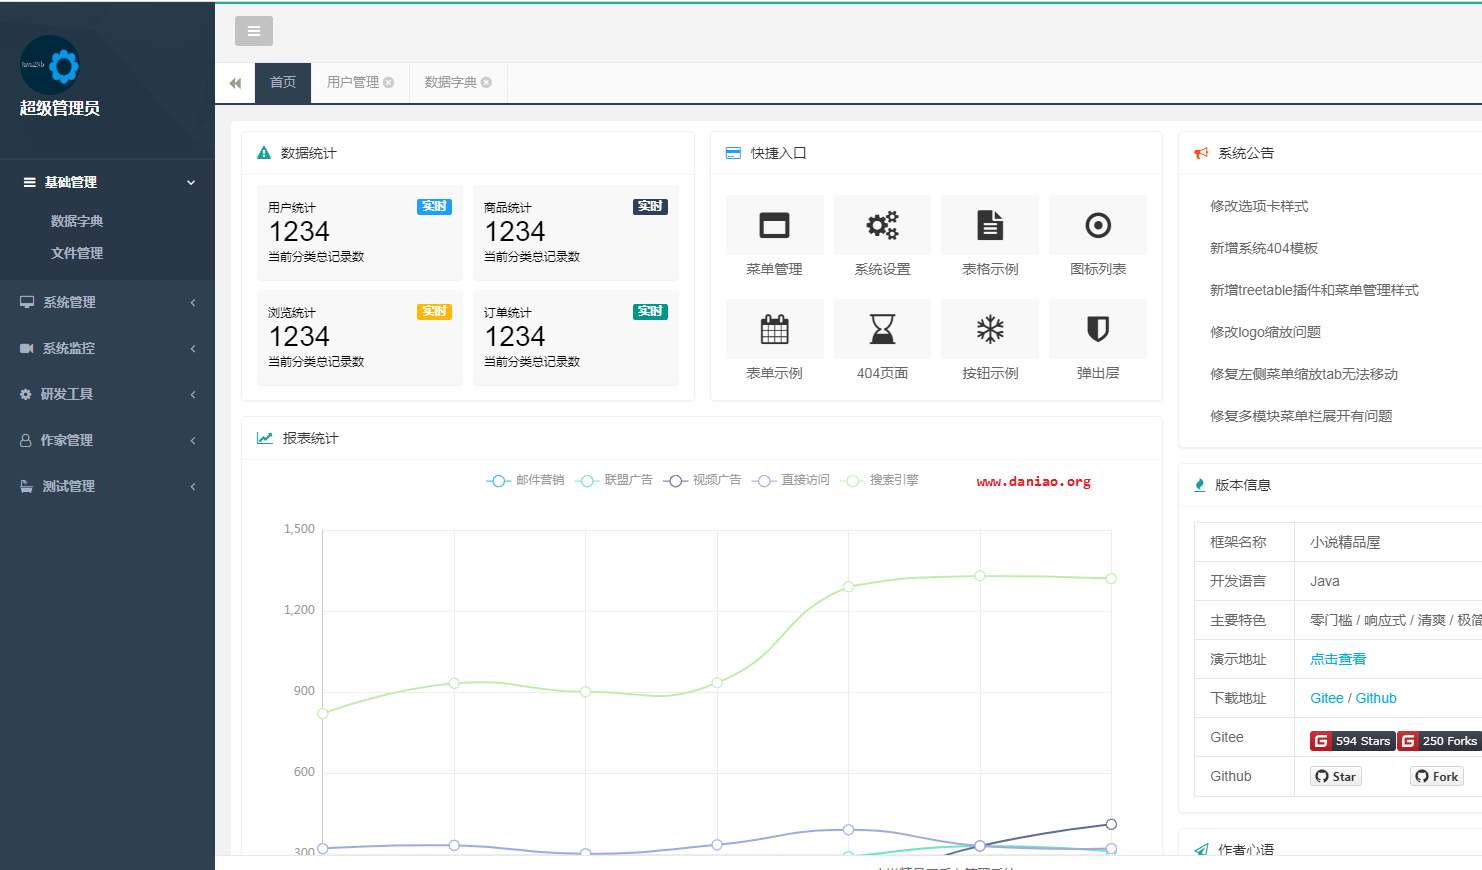 Java2Nb
超级管理员
基础管理
数据字典
文件管理
系统管理
系统监控
研发工具
作家管理
测试管理
首页 用户管理 数据字典
数据统计
用户统计 实时
1234
当前分类总记录数
商品统计 实时
1234
当前分类总记录数
浏览统计 实时
1234
当前分类总记录数
订单统计 实时
1234
当前分类总记录数
快捷入口
菜单管理 系统设置 表格示例 图标列表
表单示例 404页面 按钮示例 弹出层
报表统计
邮件营销 联盟广告 视频广告 直接访问 搜索引擎
www.daniao.org
1,500
1,200
900
600
300
系统公告
修改选项卡样式
新增系统404模板
新增treetable插件和菜单管理样式
修改logo缩放问题
修复左侧菜单缩放tab无法移动
修复多模块菜单栏展开有问题
版本信息
框架名称 小说精品屋
开发语言 Java
主要特色 零门槛 / 响应式 / 清爽 / 极简
演示地址 点击查看
下载地址 Gitee / Github
Gitee 594 Stars 250 Forks
Github Star Fork
作者心语